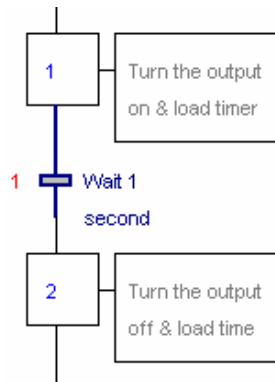 1
Turn the output
on & load timer
1
Wait 1
second
2
Turn the output
off & load time